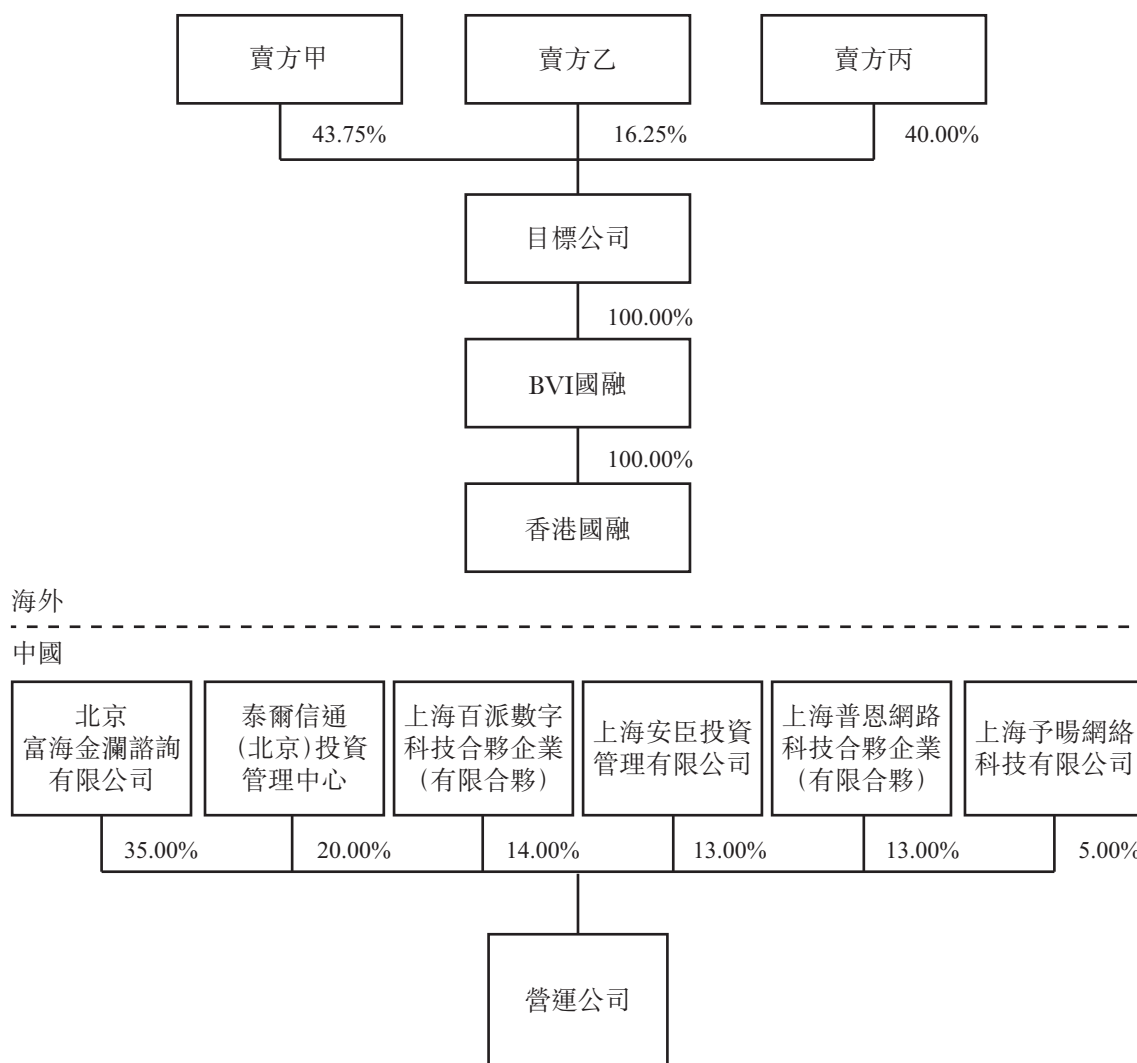 賣方甲
賣方乙
賣方丙
43.75%
16.25%
40.00%
目標公司
100.00%
BVI國融
100.00%
香港國融
海外
中國
北京
富海金瀾諮詢
有限公司
泰爾信通
(北京)投資
管理中心
上海百派數字
科技合夥企業
(有限合夥)
上海安臣投資
管理有限公司
上海普恩網路
科技合夥企業
(有限合夥)
上海予暘網絡
科技有限公司
35.00%
20.00%
14.00%
13.00%
13.00%
5.00%
營運公司